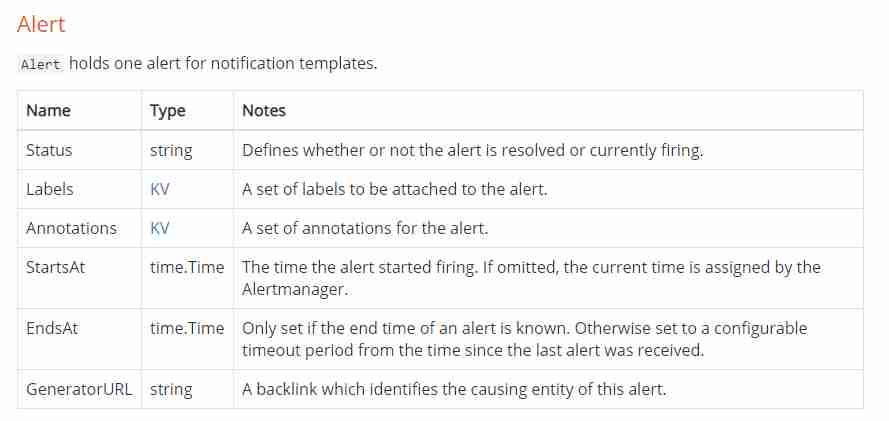 Alert
Alert holds one alert for notification templates.
Name Type Notes
Status string Defines whether or not the alert is resolved or currently firing.
Labels KV A set of labels to be attached to the alert.
Annotations KV A set of annotations for the alert.
StartsAt time.Time The time the alert started firing. If omitted, the current time is assigned by the
Alertmanager.
EndsAt time.Time Only set if the end time of an alert is known. Otherwise set to a configurable
timeout period from the time since the last alert was received.
GeneratorURL string A backlink which identifies the causing entity of this alert.